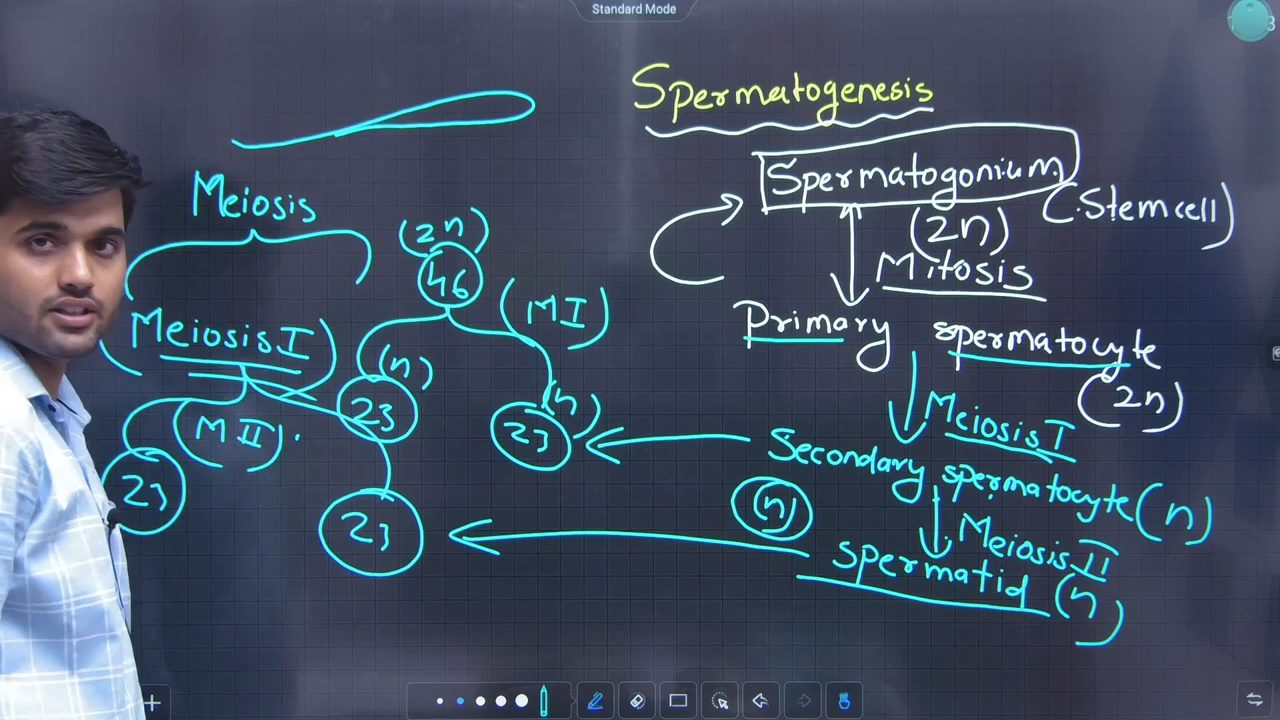 Standard Mode
Spermatogenesis
Spermatogonium
(Stem cell)
(2n)
Mitosis
Primary spermatocyte
(2n)
Meiosis I
Secondary spermatocyte (n)
(n)
Meiosis II
spermatid (n)
Meiosis
(2n)
46
(MI)
(Meiosis I)
(n)
23
(n)
23
(M II)
23
23